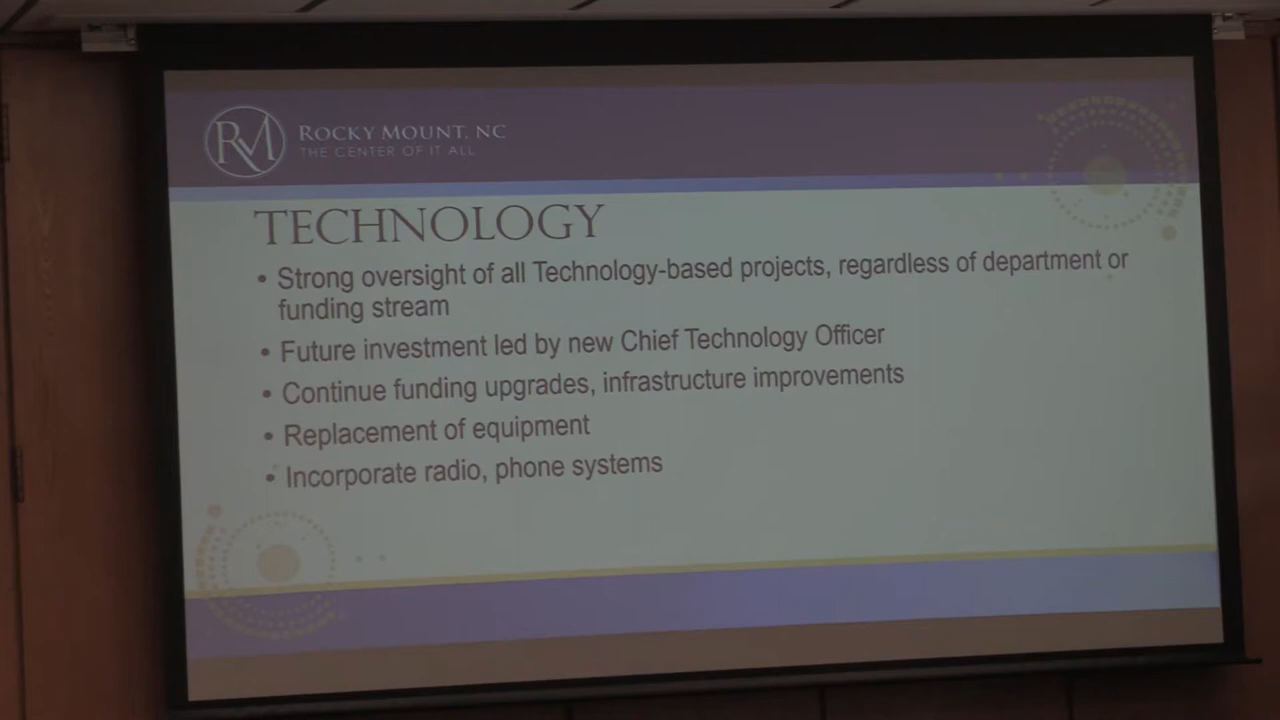 RM
ROCKY MOUNT, NC
THE CENTER OF IT ALL
TECHNOLOGY
• Strong oversight of all Technology-based projects, regardless of department or
funding stream
• Future investment led by new Chief Technology Officer
• Continue funding upgrades, infrastructure improvements
• Replacement of equipment
• Incorporate radio, phone systems